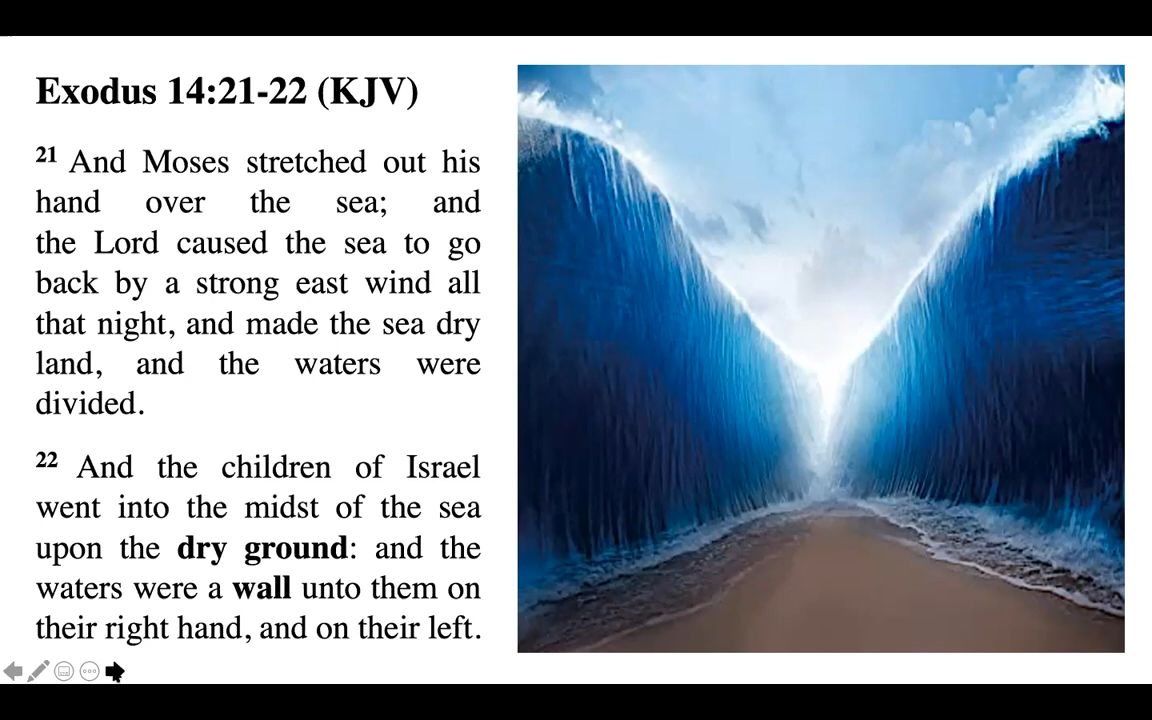 Exodus 14:21-22 (KJV)
21 And Moses stretched out his
hand over the sea; and
the Lord caused the sea to go
back by a strong east wind all
that night, and made the sea dry
land, and the waters were
divided.
22 And the children of Israel
went into the midst of the sea
upon the dry ground: and the
waters were a wall unto them on
their right hand, and on their left.